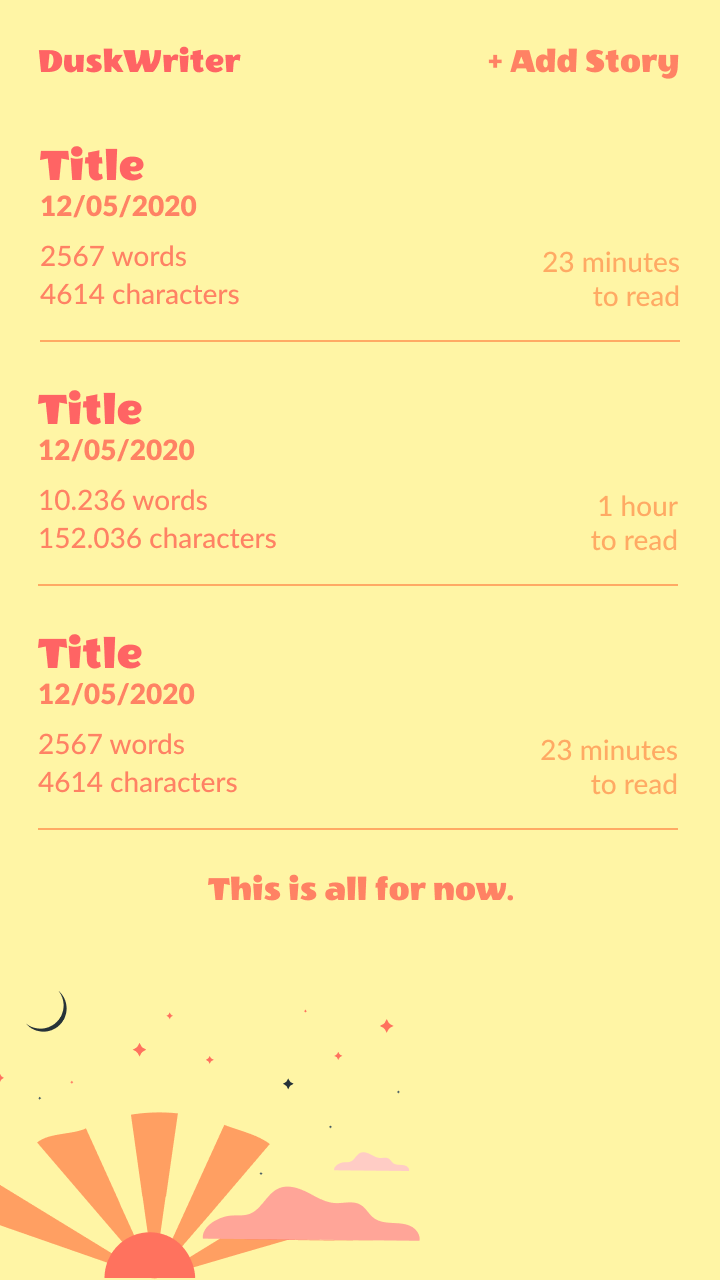 DuskWriter
+ Add Story
Title
12/05/2020
2567 words
4614 characters
23 minutes
to read
Title
12/05/2020
10.236 words
152.036 characters
1 hour
to read
Title
12/05/2020
2567 words
4614 characters
23 minutes
to read
This is all for now.